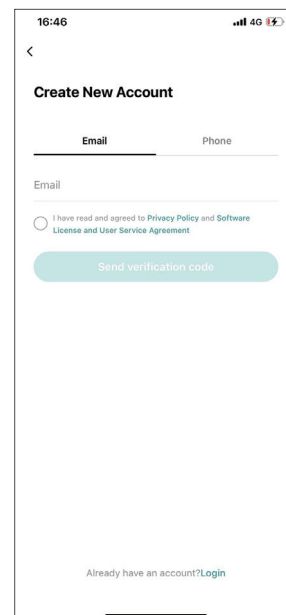 16:46
4G
Create New Account
Email Phone
Email
I have read and agreed to Privacy Policy and Software
License and User Service Agreement
Send verification code
Already have an account?Login